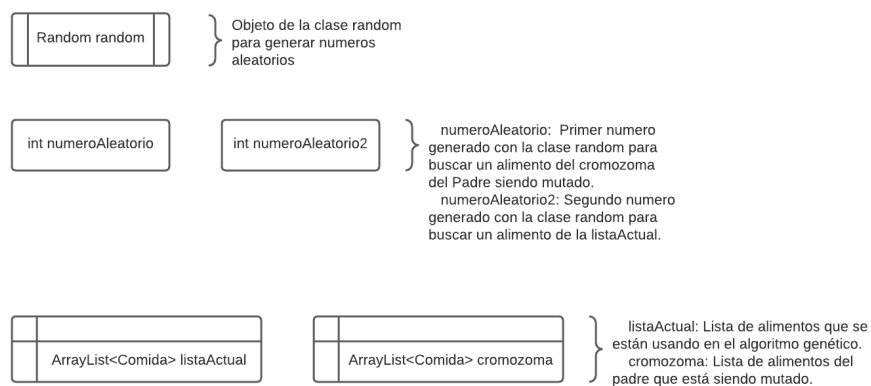 Random random
Objeto de la clase random
para generar numeros
aleatorios
int numeroAleatorio
int numeroAleatorio2
numeroAleatorio: Primer numero
generado con la clase random para
buscar un alimento del cromozoma
del Padre siendo mutado.
numeroAleatorio2: Segundo numero
generado con la clase random para
buscar un alimento de la listaActual.
ArrayList<Comida> listaActual
ArrayList<Comida> cromozoma
listaActual: Lista de alimentos que se
están usando en el algoritmo genético.
cromozoma: Lista de alimentos del
padre que está siendo mutado.